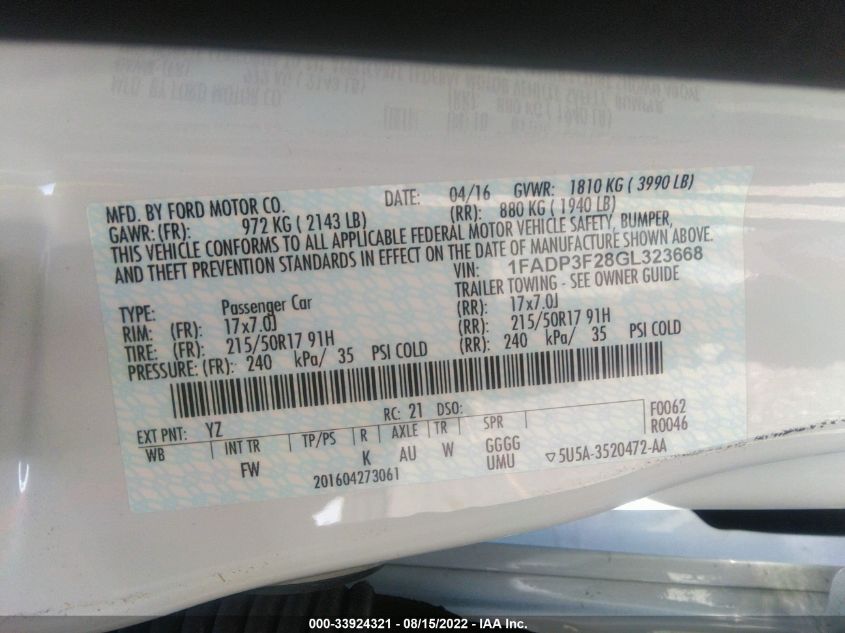 MFD. BY FORD MOTOR CO. DATE: 04/16 GVWR: 1810 KG ( 3990 LB)
GAWR: (FR): 972 KG ( 2143 LB) (RR): 880 KG ( 1940 LB)
THIS VEHICLE CONFORMS TO ALL APPLICABLE FEDERAL MOTOR VEHICLE SAFETY, BUMPER,
AND THEFT PREVENTION STANDARDS IN EFFECT ON THE DATE OF MANUFACTURE SHOWN ABOVE.
VIN: 1FADP3F28GL323668
TYPE: Passenger Car TRAILER TOWING - SEE OWNER GUIDE
RIM: (FR): 17x7.0J (RR): 17x7.0J
TIRE: (FR): 215/50R17 91H (RR): 215/50R17 91H
PRESSURE: (FR): 240 kPa/ 35 PSI COLD (RR): 240 kPa/ 35 PSI COLD
EXT PNT: YZ RC: 21 DSO: F0062
WB INT TR TP/PS R AXLE TR SPR R0046
FW K AU W GGGG
UMU
201604273061 ▽5U5A-3520472-AA
000-33924321 - 08/15/2022 - IAA Inc.